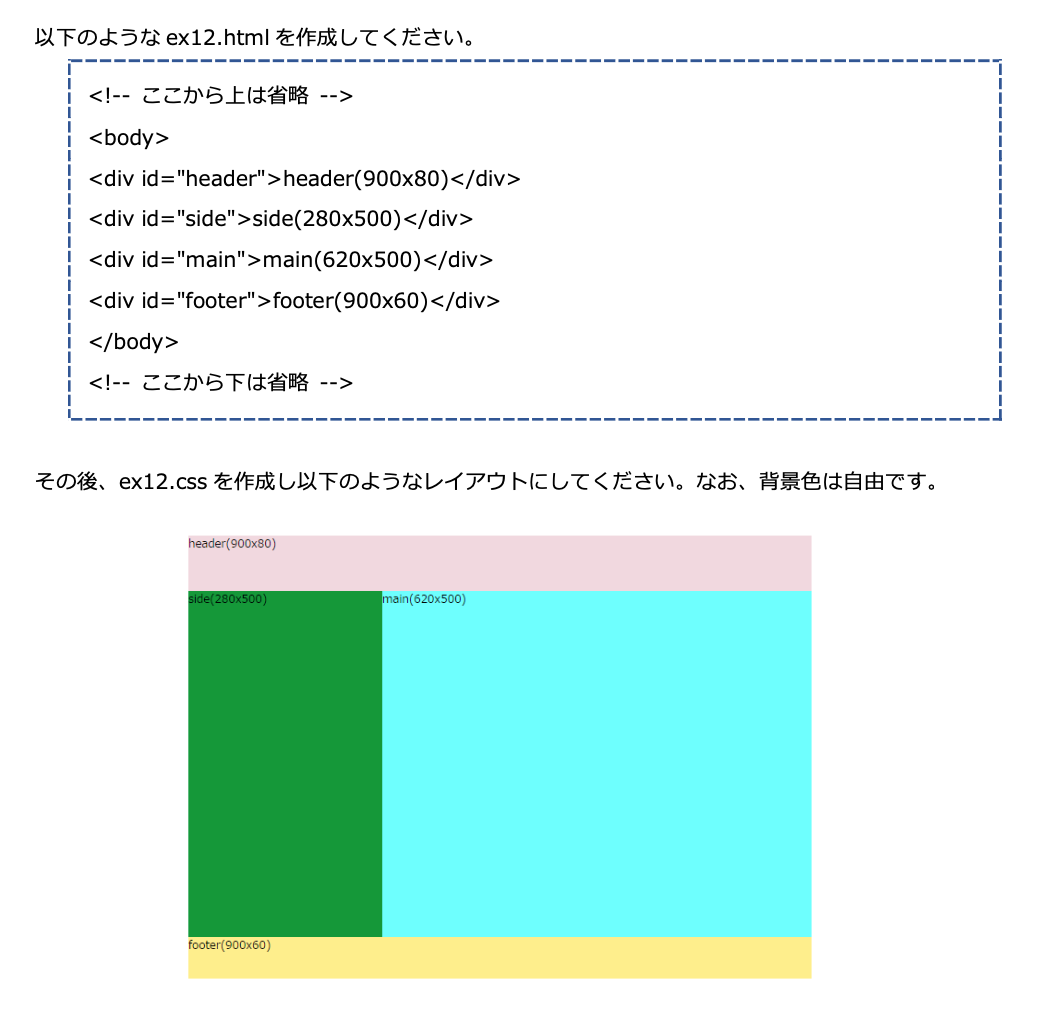 以下のような ex12.html を作成してください。
<!-- ここから上は省略 -->
<body>
<div id="header">header(900x80)</div>
<div id="side">side(280x500)</div>
<div id="main">main(620x500)</div>
<div id="footer">footer(900x60)</div>
</body>
<!-- ここから下は省略 -->
その後、ex12.css を作成し以下のようなレイアウトにしてください。なお、背景色は自由です。
header(900x80)
side(280x500)
main(620x500)
footer(900x60)